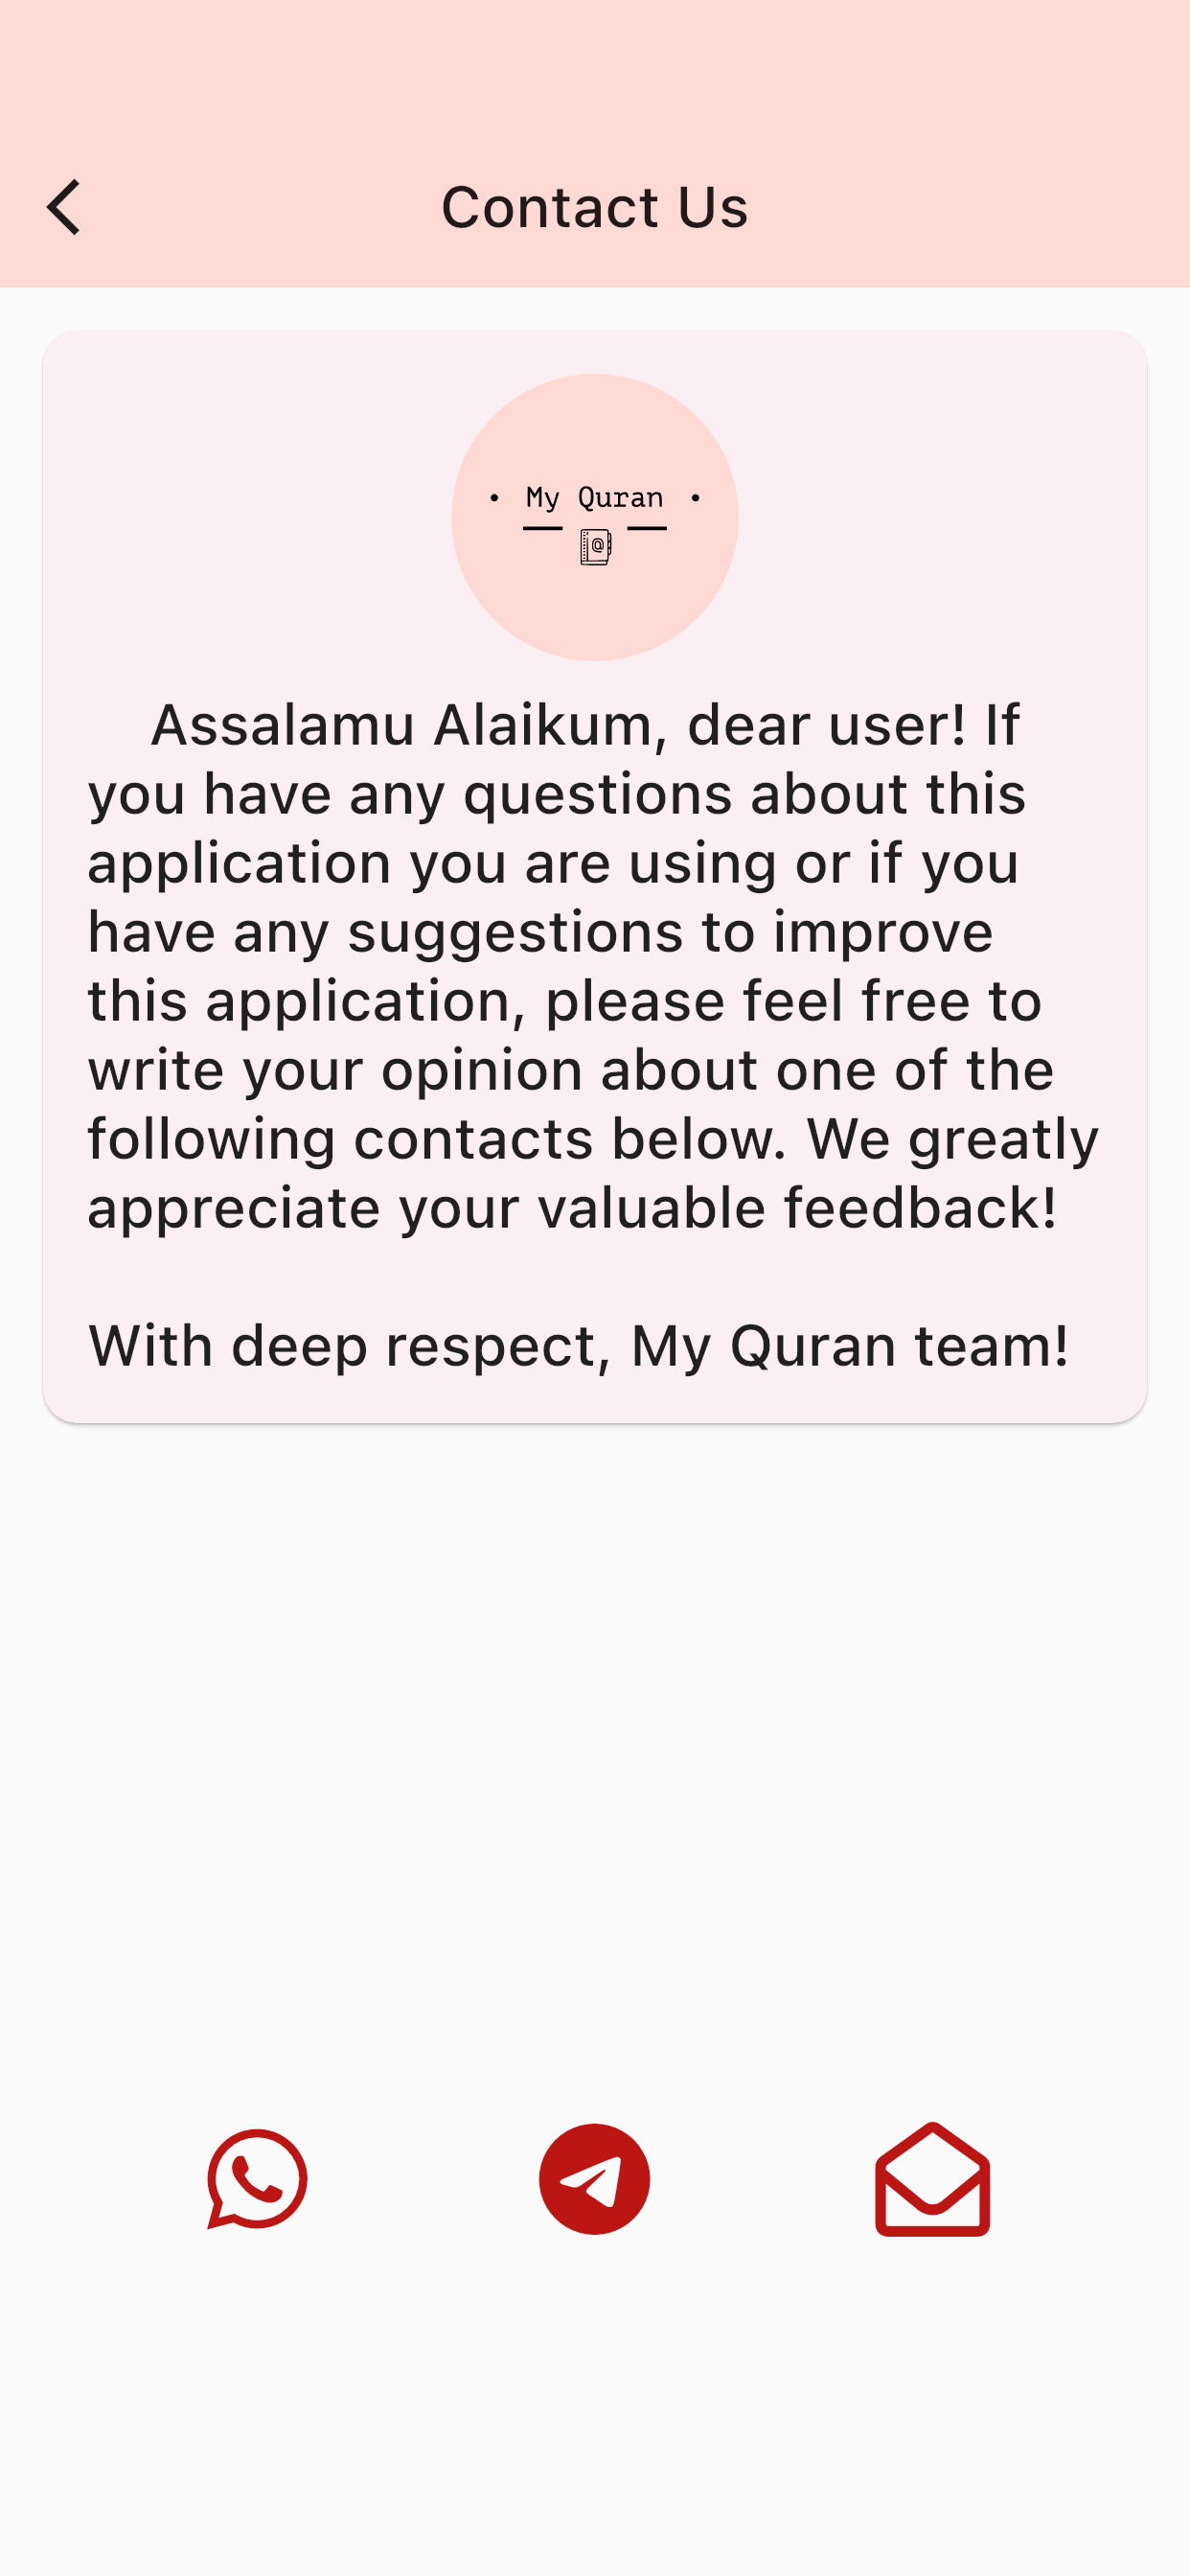 Contact Us
• My Quran •
Assalamu Alaikum, dear user! If
you have any questions about this
application you are using or if you
have any suggestions to improve
this application, please feel free to
write your opinion about one of the
following contacts below. We greatly
appreciate your valuable feedback!
With deep respect, My Quran team!